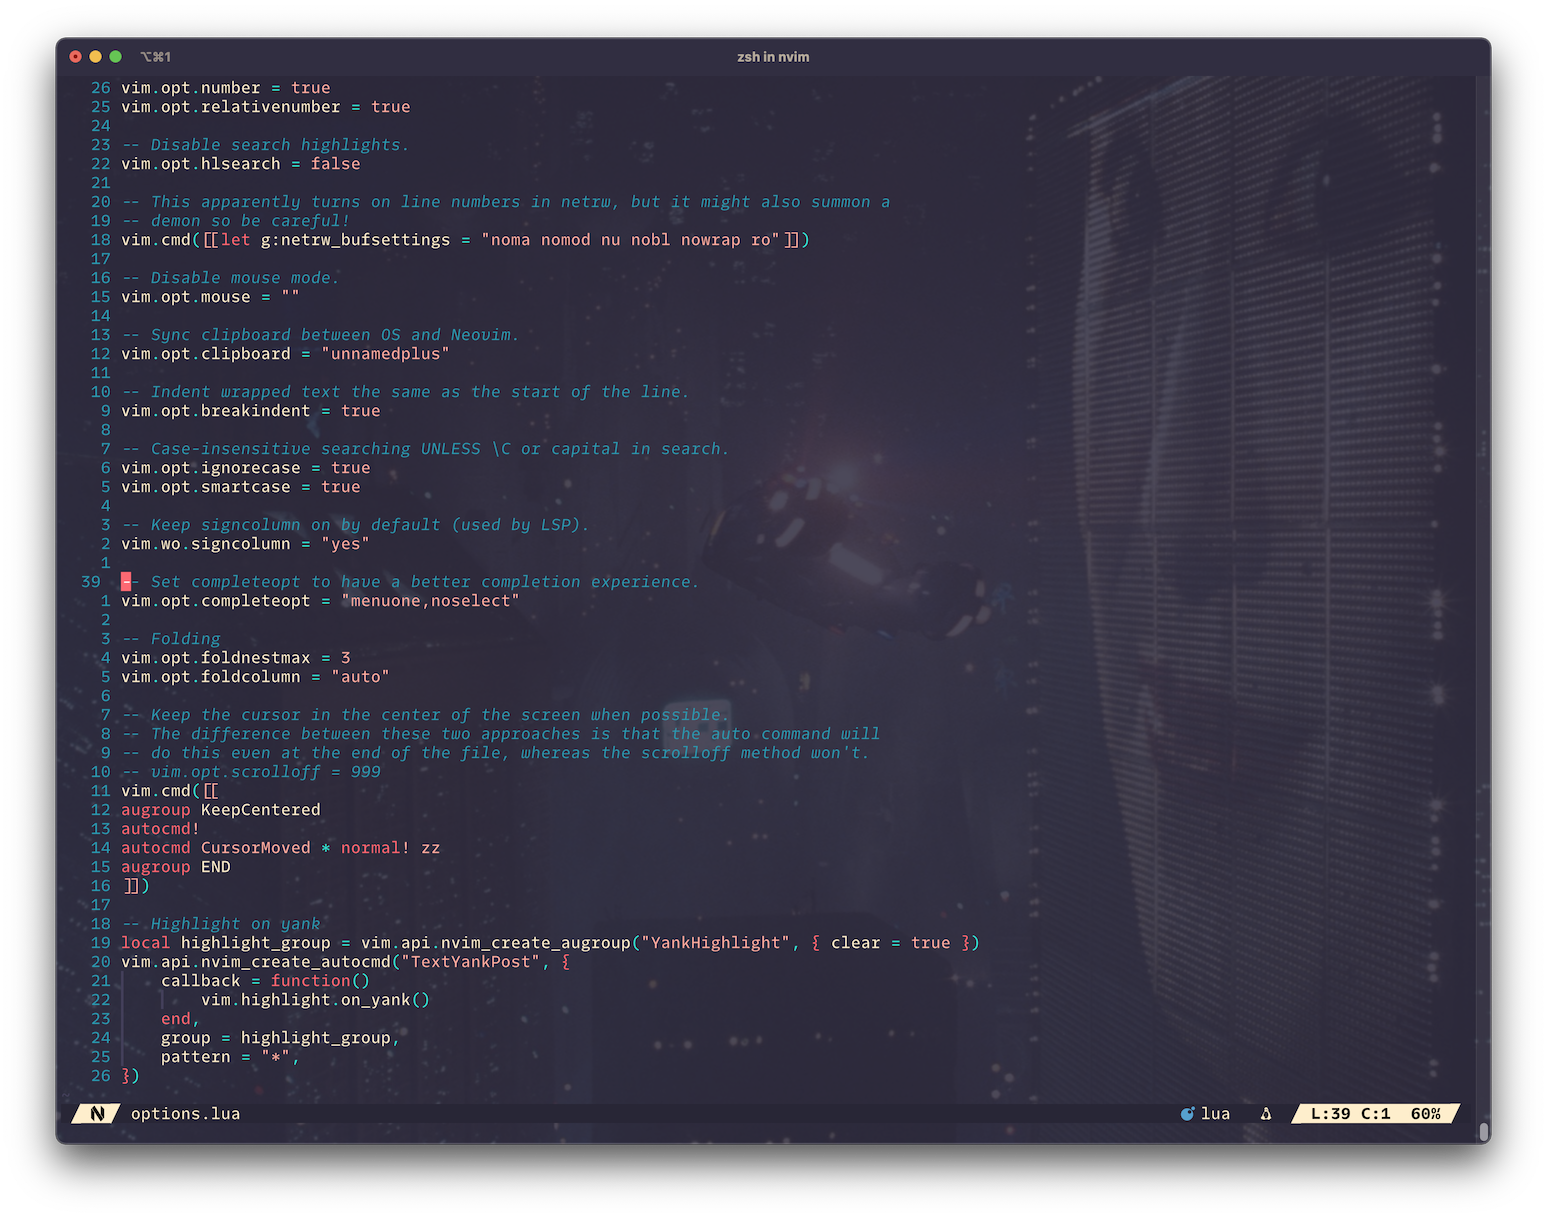 ⌥⌘1 zsh in nvim
26 vim.opt.number = true
25 vim.opt.relativenumber = true
24
23 -- Disable search highlights.
22 vim.opt.hlsearch = false
21
20 -- This apparently turns on line numbers in netrw, but it might also summon a
19 -- demon so be careful!
18 vim.cmd([[let g:netrw_bufsettings = "noma nomod nu nobl nowrap ro"]])
17
16 -- Disable mouse mode.
15 vim.opt.mouse = ""
14
13 -- Sync clipboard between OS and Neovim.
12 vim.opt.clipboard = "unnamedplus"
11
10 -- Indent wrapped text the same as the start of the line.
9 vim.opt.breakindent = true
8
7 -- Case-insensitive searching UNLESS \C or capital in search.
6 vim.opt.ignorecase = true
5 vim.opt.smartcase = true
4
3 -- Keep signcolumn on by default (used by LSP).
2 vim.wo.signcolumn = "yes"
1
39 -- Set completeopt to have a better completion experience.
1 vim.opt.completeopt = "menuone,noselect"
2
3 -- Folding
4 vim.opt.foldnestmax = 3
5 vim.opt.foldcolumn = "auto"
6
7 -- Keep the cursor in the center of the screen when possible.
8 -- The difference between these two approaches is that the auto command will
9 -- do this even at the end of the file, whereas the scrolloff method won't.
10 -- vim.opt.scrolloff = 999
11 vim.cmd([[
12 augroup KeepCentered
13 autocmd!
14 autocmd CursorMoved * normal! zz
15 augroup END
16 ]])
17
18 -- Highlight on yank
19 local highlight_group = vim.api.nvim_create_augroup("YankHighlight", { clear = true })
20 vim.api.nvim_create_autocmd("TextYankPost", {
21     callback = function()
22         vim.highlight.on_yank()
23     end,
24     group = highlight_group,
25     pattern = "*",
26 })
N options.lua lua L:39 C:1 60%